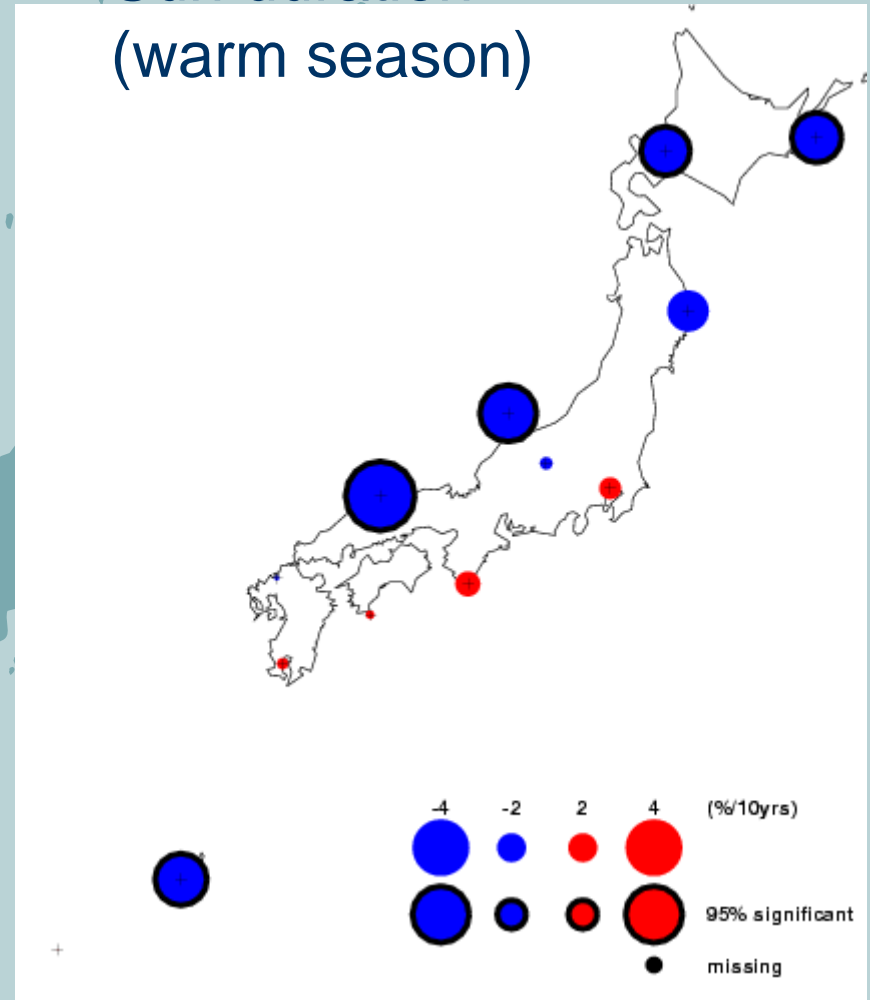 (warm season)
-4 -2 2 4 (%/10yrs)
95% significant
missing